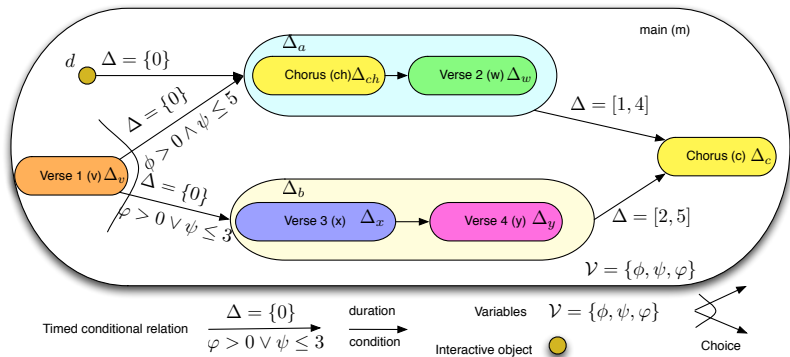 main (m)
d
Δ = {0}
Δ_a
Chorus (ch) Δ_ch
Verse 2 (w) Δ_w
Δ = {0}
ϕ > 0 ∨ ψ ≤ 5
Δ = [1, 4]
Verse 1 (v) Δ_v
Chorus (c) Δ_c
Δ = {0}
φ > 0 ∨ ψ ≤ 3
Δ_b
Verse 3 (x) Δ_x
Verse 4 (y) Δ_y
Δ = [2, 5]
𝒱 = {ϕ, ψ, φ}
Timed conditional relation
Δ = {0}
φ > 0 ∨ ψ ≤ 3
duration
condition
Variables 𝒱 = {ϕ, ψ, φ}
Interactive object
Choice